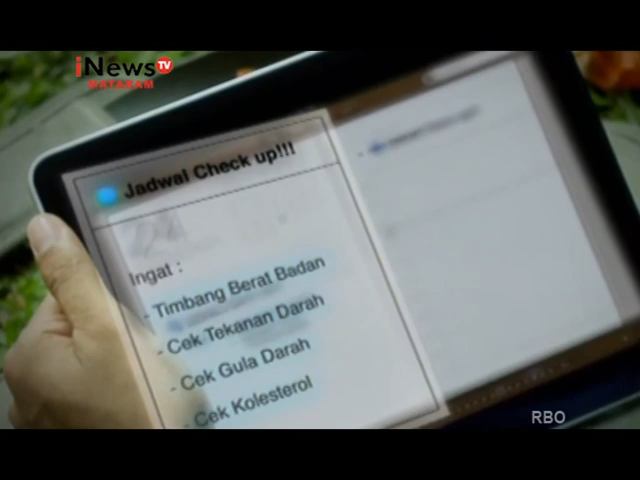 iNews TV
MATARAM
Jadwal Check up!!!
Ingat :
- Timbang Berat Badan
- Cek Tekanan Darah
- Cek Gula Darah
- Cek Kolesterol
RBO